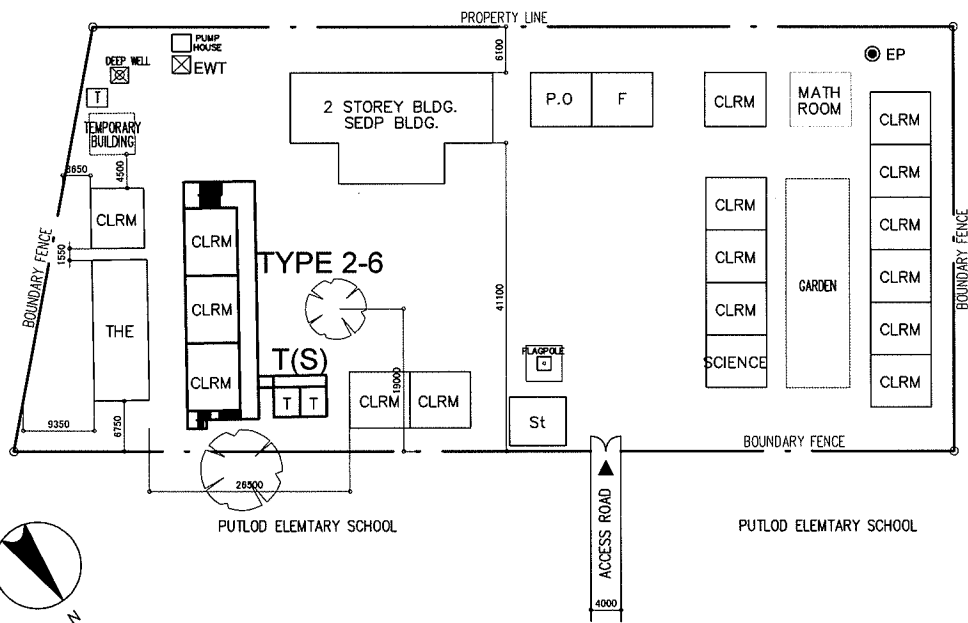 PROPERTY LINE
PUMP
HOUSE
EWT
DEEP WELL
T
TEMPORARY
BUILDING
6100
2 STOREY BLDG.
SEDP BLDG.
P.O
F
CLRM
MATH
ROOM
EP
CLRM
CLRM
CLRM
CLRM
CLRM
CLRM
4500
CLRM
1550
THE
BOUNDARY FENCE
9350
6750
CLRM
CLRM
CLRM
TYPE 2-6
T(S)
T
T
19000
CLRM
CLRM
41100
FLAGPOLE
St
CLRM
CLRM
CLRM
SCIENCE
GARDEN
BOUNDARY FENCE
BOUNDARY FENCE
26500
PUTLOD ELEMTARY SCHOOL
ACCESS ROAD
4000
PUTLOD ELEMTARY SCHOOL
N